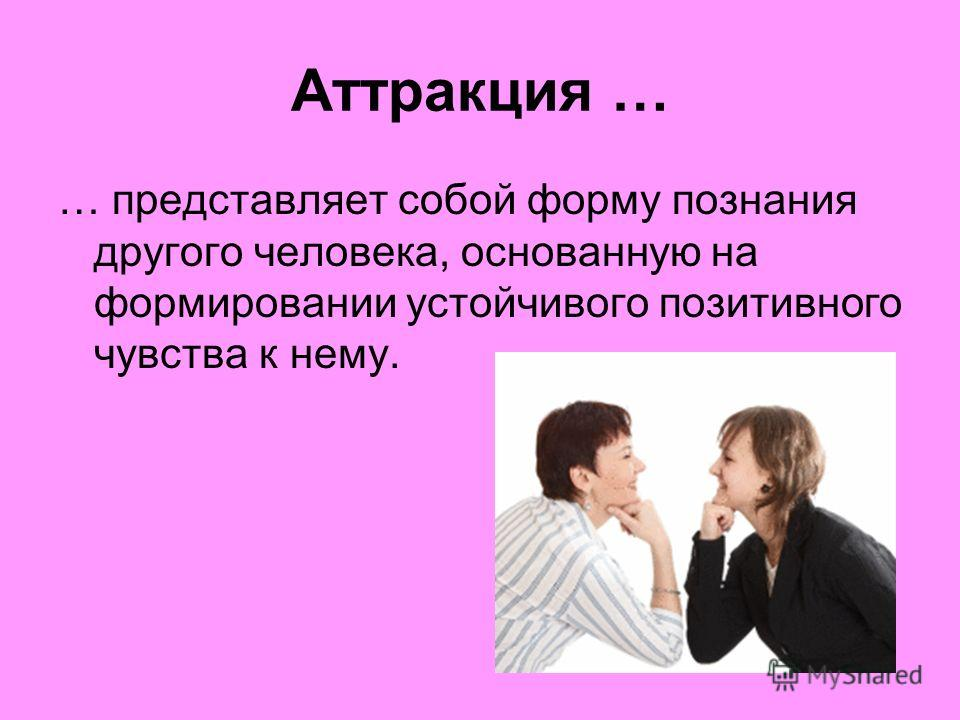 Аттракция …
… представляет собой форму познания
другого человека, основанную на
формировании устойчивого позитивного
чувства к нему.
MyShared